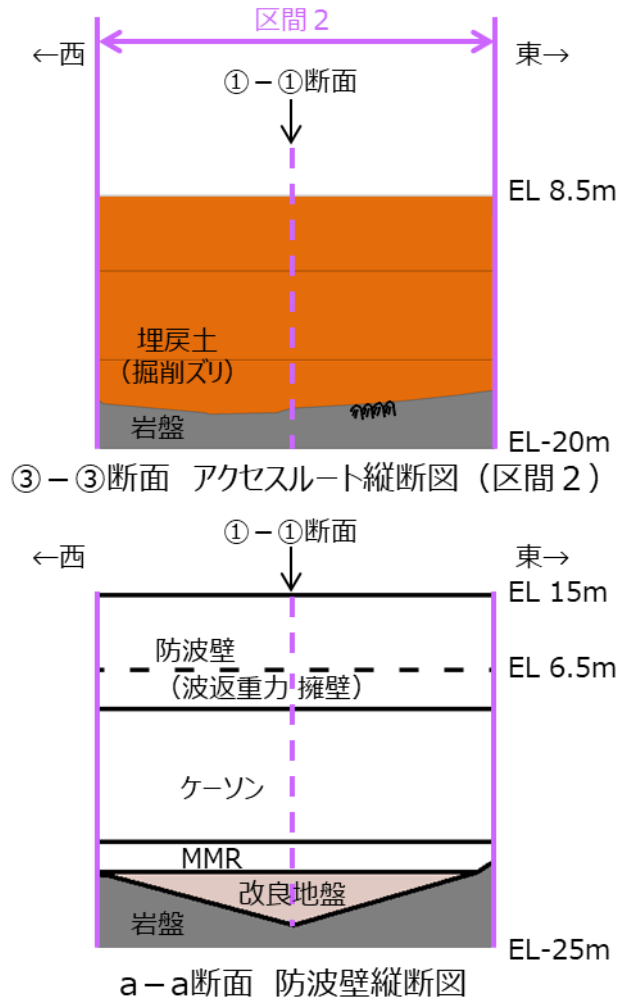 区間２
←西
東→
①－①断面
EL 8.5m
埋戻土
（掘削ズリ）
岩盤
EL-20m
③－③断面 アクセスルート縦断図（区間２）
①－①断面
←西
東→
EL 15m
防波壁
EL 6.5m
（波返重力 擁壁）
ケーソン
MMR
改良地盤
岩盤
EL-25m
a－a断面 防波壁縦断図